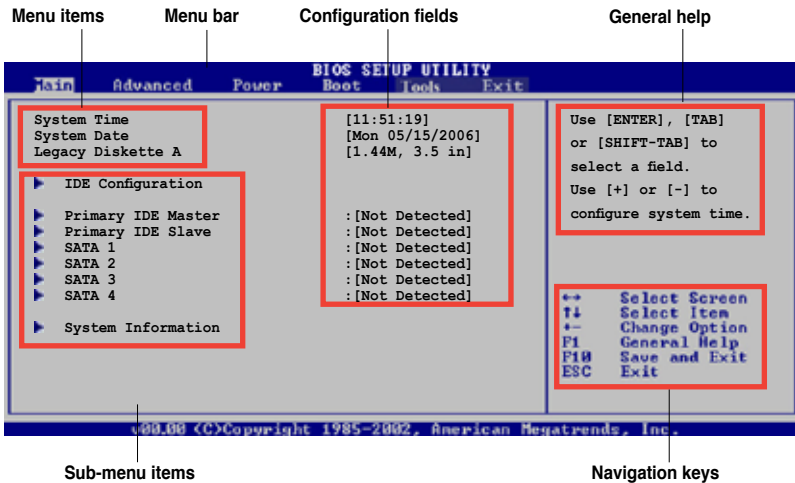 Menu items Menu bar Configuration fields General help
BIOS SETUP UTILITY
Main Advanced Power Boot Tools Exit
System Time [11:51:19]
System Date [Mon 05/15/2006]
Legacy Diskette A [1.44M, 3.5 in]
IDE Configuration
Primary IDE Master :[Not Detected]
Primary IDE Slave :[Not Detected]
SATA 1 :[Not Detected]
SATA 2 :[Not Detected]
SATA 3 :[Not Detected]
SATA 4 :[Not Detected]
System Information
Use [ENTER], [TAB]
or [SHIFT-TAB] to
select a field.
Use [+] or [-] to
configure system time.
←→ Select Screen
↑↓ Select Item
+- Change Option
F1 General Help
F10 Save and Exit
ESC Exit
v00.00 (C)Copyright 1985-2002, American Megatrends, Inc.
Sub-menu items Navigation keys